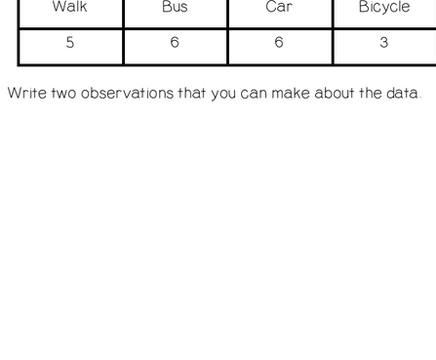 Walk Bus Car Bicycle
5 6 6 3
Write two observations that you can make about the data.